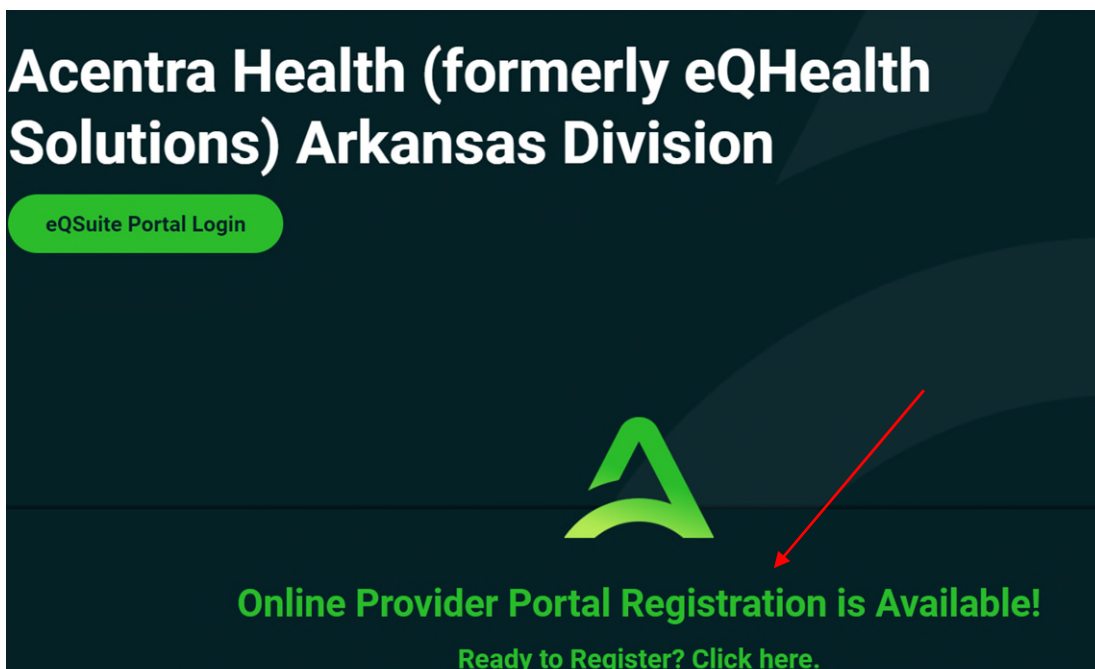 Acentra Health (formerly eQHealth
Solutions) Arkansas Division
eQSuite Portal Login
Online Provider Portal Registration is Available!
Ready to Register? Click here.